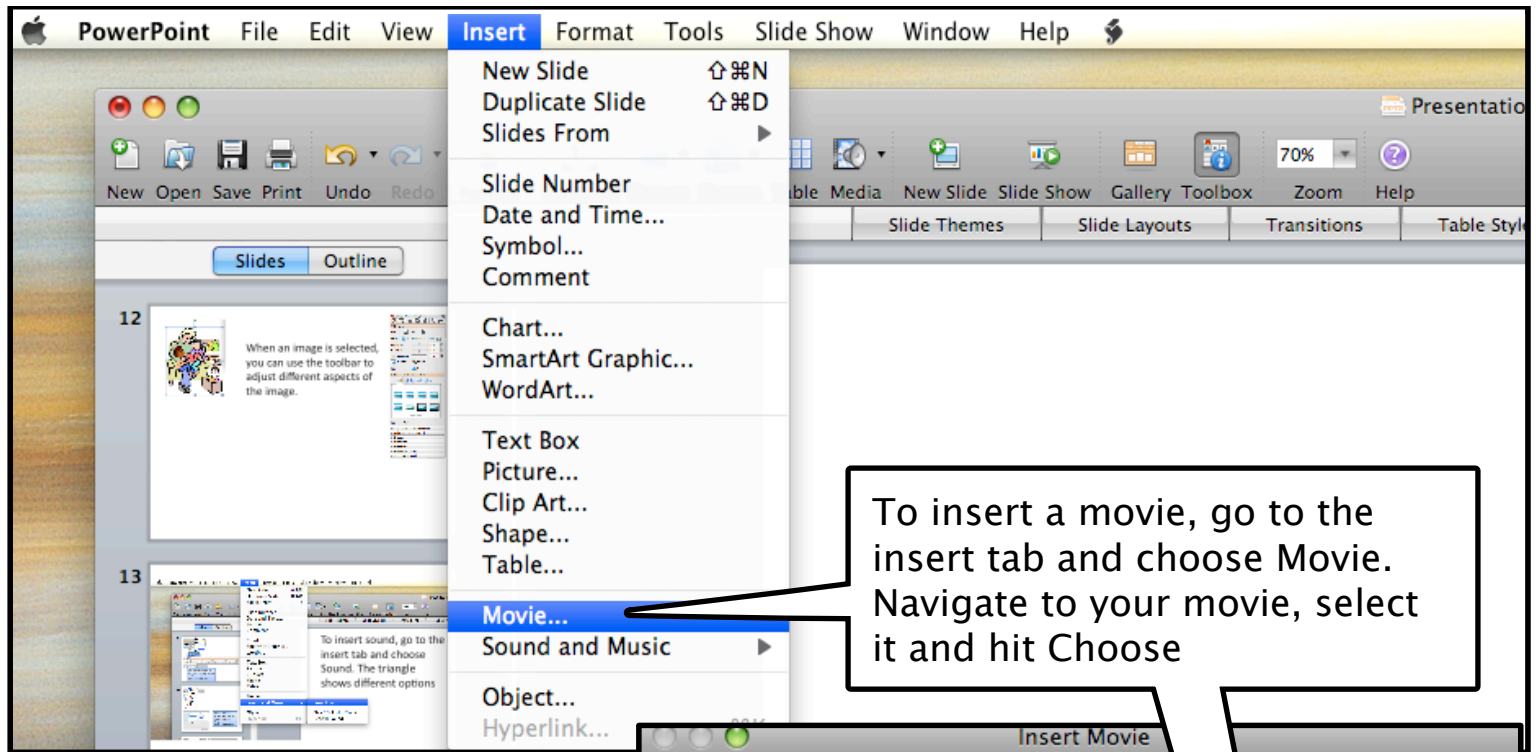 PowerPoint File Edit View Insert Format Tools Slide Show Window Help
New Slide ⇧⌘N
Duplicate Slide ⇧⌘D
Slides From
Slide Number
Date and Time...
Symbol...
Comment
Chart...
SmartArt Graphic...
WordArt...
Text Box
Picture...
Clip Art...
Shape...
Table...
Movie...
Sound and Music
Object...
Hyperlink...
Presentatio
70%
New Open Save Print Undo Redo
ble Media New Slide Slide Show Gallery Toolbox Zoom Help
Slide Themes Slide Layouts Transitions Table Style
Slides Outline
12
When an image is selected,
you can use the toolbar to
adjust different aspects of
the image.
13
To insert sound, go to the
insert tab and choose
Sound. The triangle
shows different options
To insert a movie, go to the
insert tab and choose Movie.
Navigate to your movie, select
it and hit Choose
Insert Movie